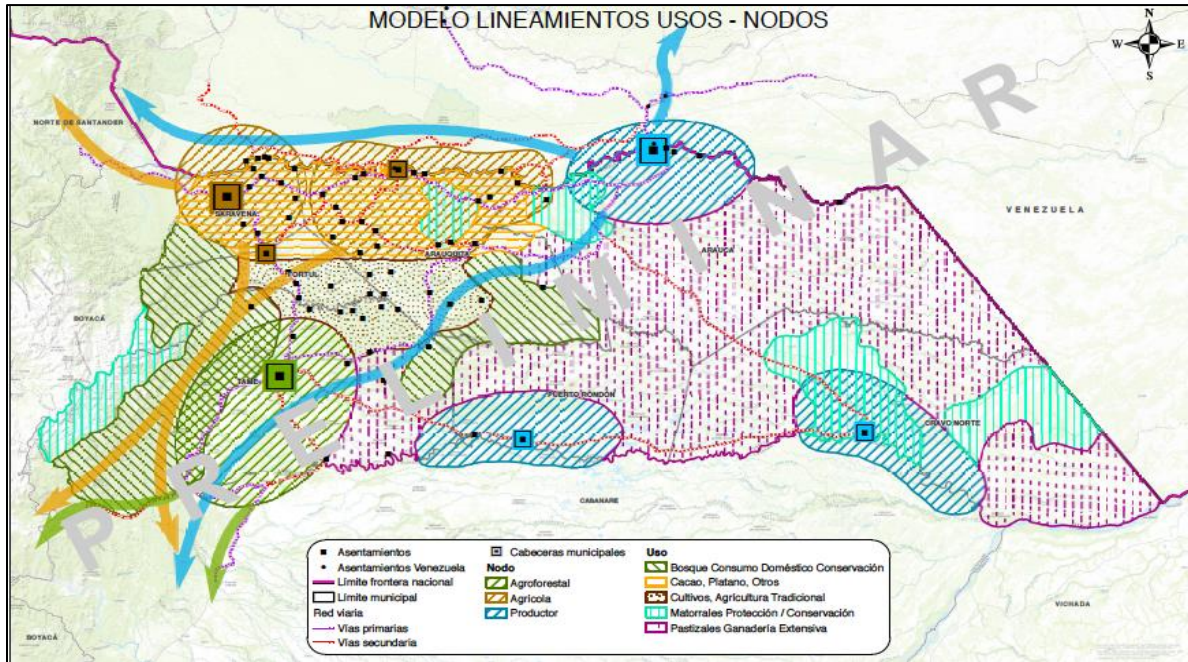 MODELO LINEAMIENTOS USOS - NODOS
N
W E
S
NORTE DE SANTANDER
VENEZUELA
SARAVENA
ARAUCA
ARAUQUITA
FORTUL
BOYACÁ
TAME
PUERTO RONDÓN
CRAVO NORTE
CASANARE
VICHADA
BOYACÁ
PRELIMINAR
Asentamientos
Asentamientos Venezuela
Límite frontera nacional
Límite municipal
Red viaria
Vías primarias
Vías secundaria
Cabeceras municipales
Nodo
Agroforestal
Agrícola
Productor
Uso
Bosque Consumo Doméstico Conservación
Cacao, Platano, Otros
Cultivos, Agricultura Tradicional
Matorrales Protección / Conservación
Pastizales Ganadería Extensiva